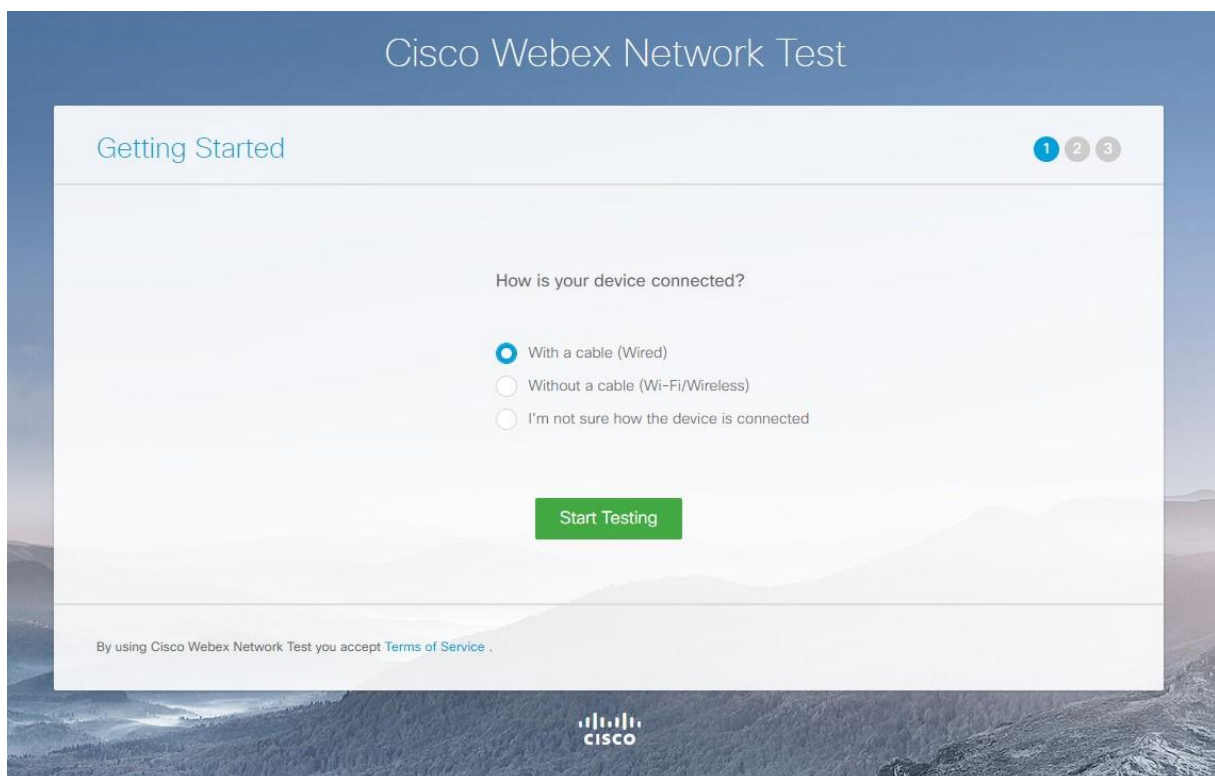 Cisco Webex Network Test
Getting Started
1 2 3
How is your device connected?
With a cable (Wired)
Without a cable (Wi-Fi/Wireless)
I'm not sure how the device is connected
Start Testing
By using Cisco Webex Network Test you accept Terms of Service .
CISCO